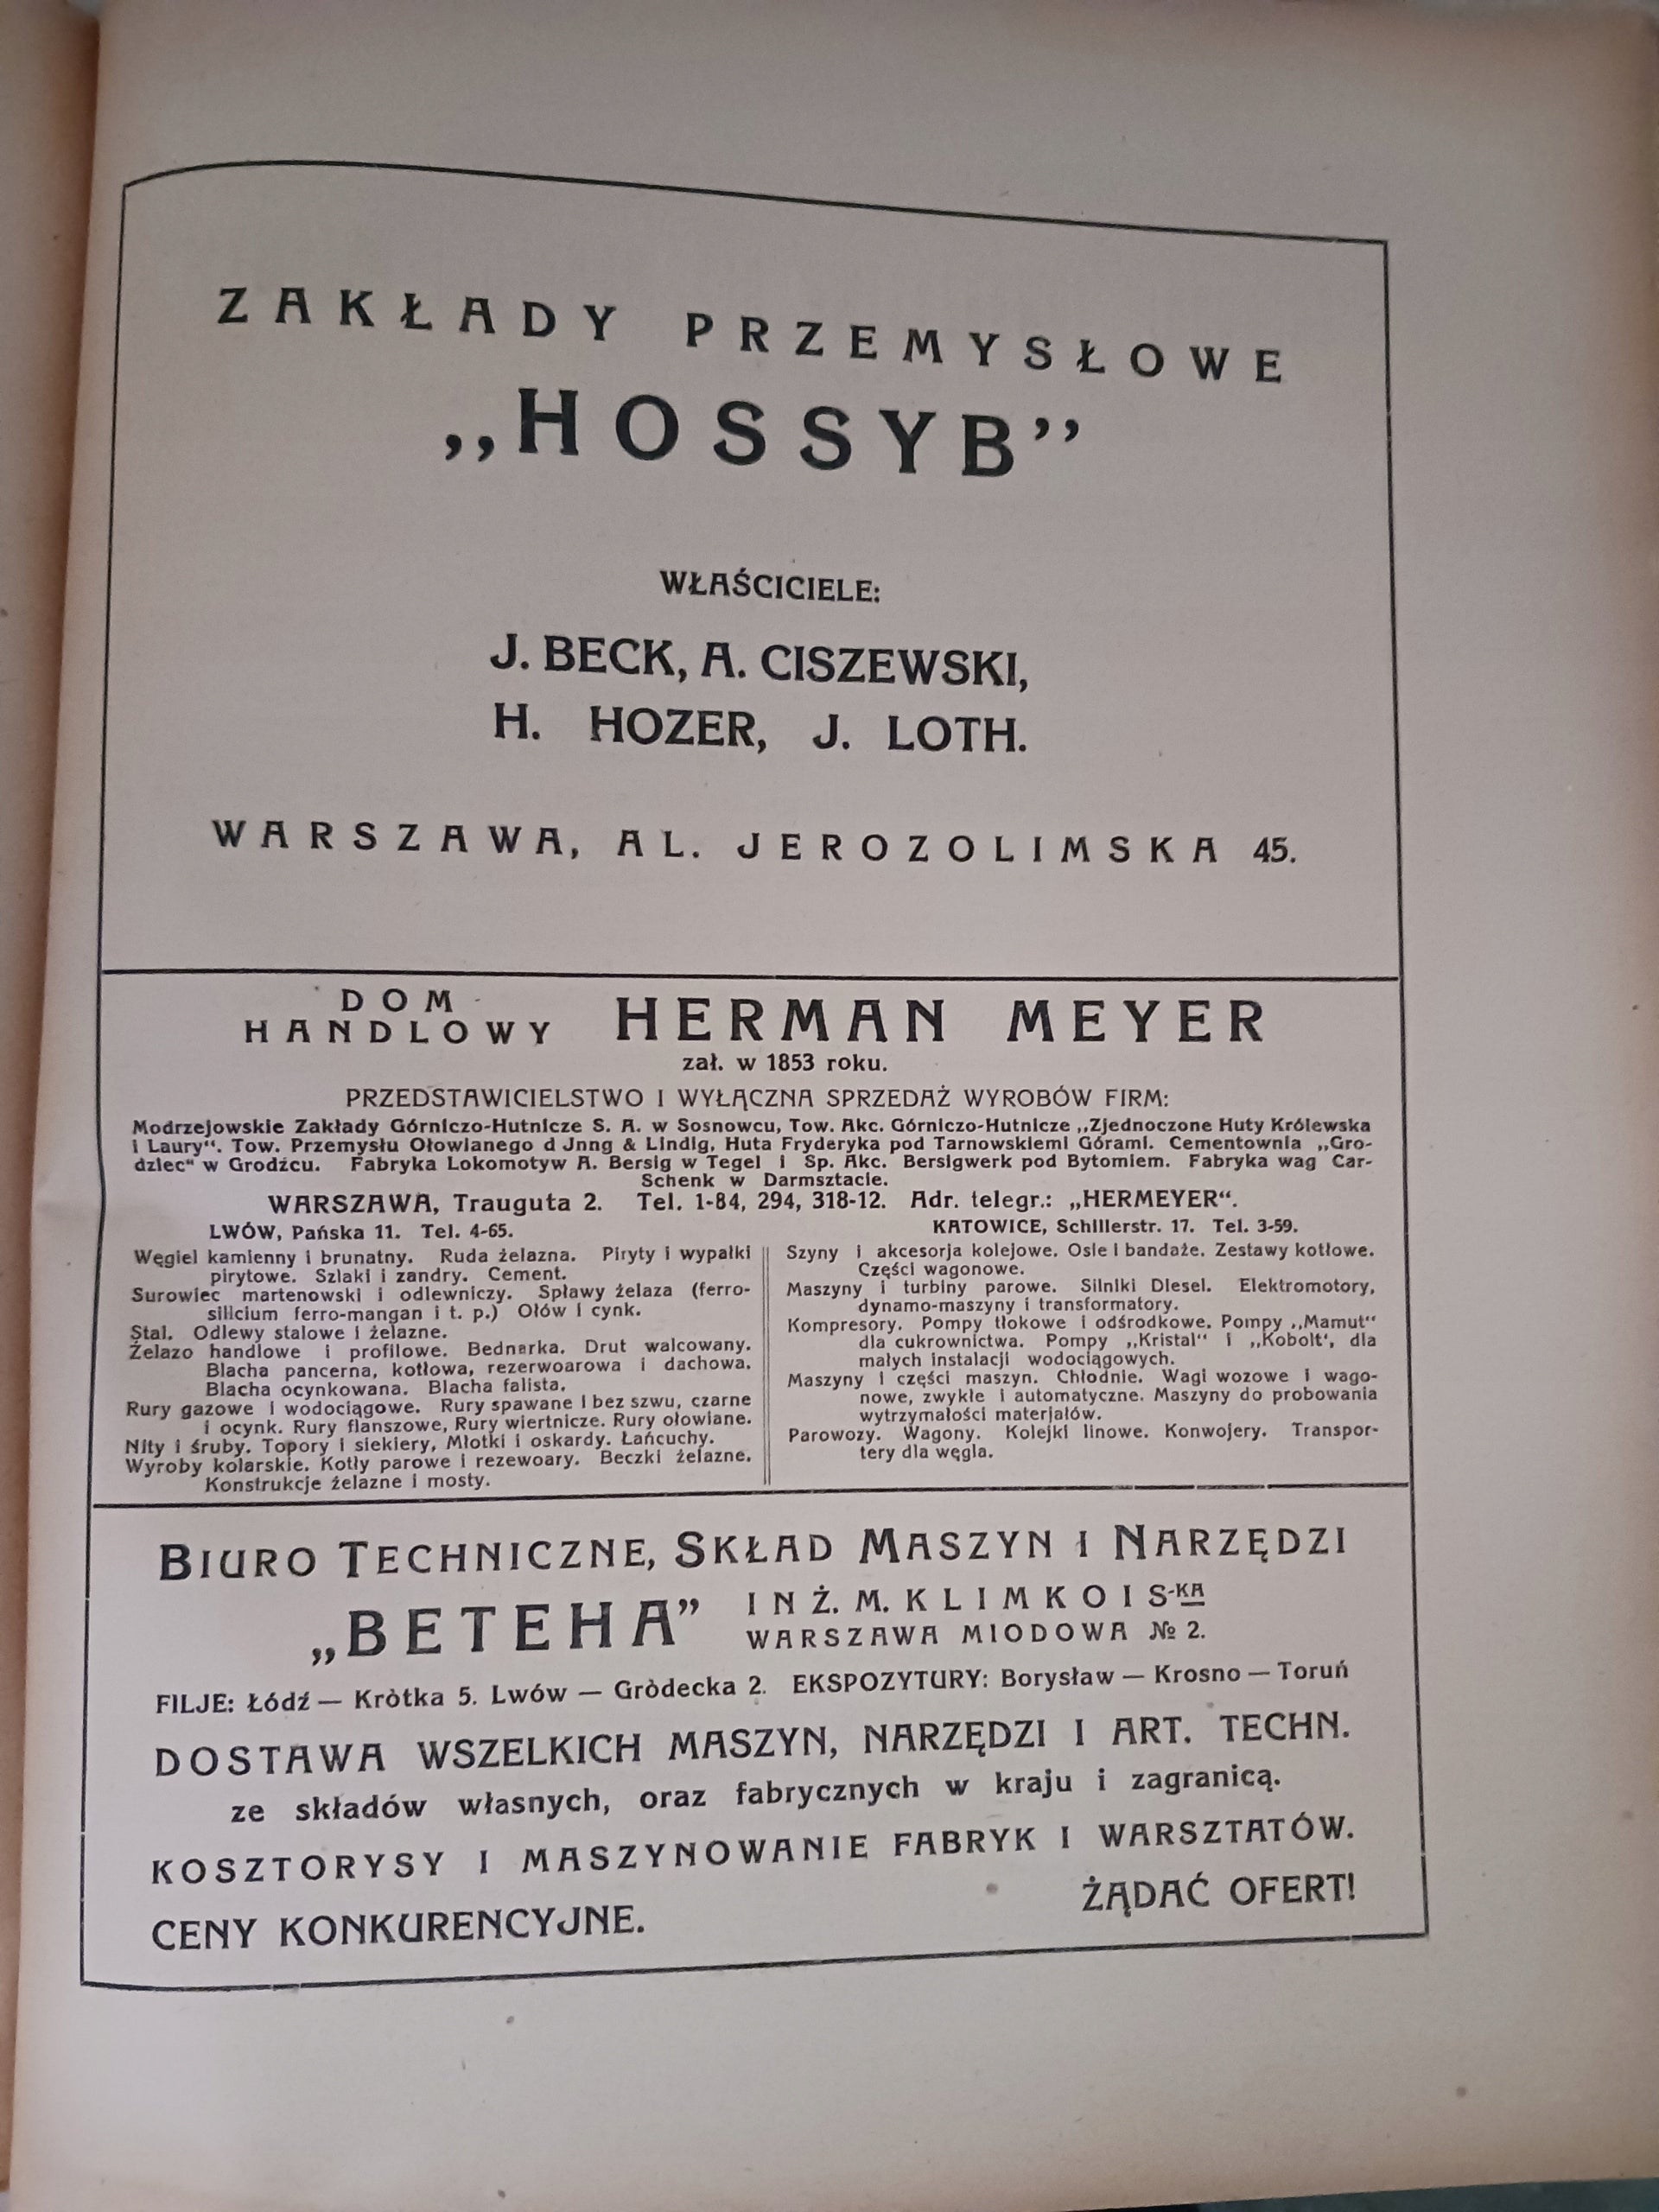 ZAKŁADY PRZEMYSŁOWE
,,HOSSYB’’
WŁAŚCICIELE:
J. BECK, A. CISZEWSKI,
H. HOZER, J. LOTH.
WARSZAWA, AL. JEROZOLIMSKA 45.
DOM HANDLOWY HERMAN MEYER
zał. w 1853 roku.
PRZEDSTAWICIELSTWO I WYŁĄCZNA SPRZEDAŻ WYROBÓW FIRM:
Modrzejowskie Zakłady Górniczo-Hutnicze S. A. w Sosnowcu, Tow. Akc. Górniczo-Hutnicze ,,Zjednoczone Huty Królewska
i Laury“. Tow. Przemysłu Ołowianego d Jnng & Lindig, Huta Fryderyka pod Tarnowskiemi Górami. Cementownia ,,Gro-
dziec“ w Grodźcu. Fabryka Lokomotyw A. Bersig w Tegel i Sp. Akc. Bersigwerk pod Bytomiem. Fabryka wag Car-
Schenk w Darmsztacie.
WARSZAWA, Trauguta 2. Tel. 1-84, 294, 318-12. Adr. telegr.: „HERMEYER“.
LWÓW, Pańska 11. Tel. 4-65.
Węgiel kamienny i brunatny. Ruda żelazna. Piryty i wypałki
pirytowe. Szlaki i zandry. Cement.
Surowiec martenowski i odlewniczy. Spławy żelaza (ferro-
silicium ferro-mangan i t. p.) Ołów i cynk.
Stal. Odlewy stalowe i żelazne.
Żelazo handlowe i profilowe. Bednarka. Drut walcowany.
Blacha pancerna, kotłowa, rezerwoarowa i dachowa.
Blacha ocynkowana. Blacha falista.
Rury gazowe i wodociągowe. Rury spawane i bez szwu, czarne
i ocynk. Rury flanszowe, Rury wiertnicze. Rury ołowiane.
Nity i śruby. Topory i siekiery, Młotki i oskardy. Łańcuchy.
Wyroby kolarskie. Kotły parowe i rezewoary. Beczki żelazne.
Konstrukcje żelazne i mosty.
KATOWICE, Schillerstr. 17. Tel. 3-59.
Szyny i akcesorja kolejowe. Osie i bandaże. Zestawy kotłowe.
Części wagonowe.
Maszyny i turbiny parowe. Silniki Diesel. Elektromotory,
dynamo-maszyny i transformatory.
Kompresory. Pompy tłokowe i odśrodkowe. Pompy ,,Mamut“
dla cukrownictwa. Pompy ,,Kristal“ i ,,Kobolt‘, dla
małych instalacji wodociągowych.
Maszyny i części maszyn. Chłodnie. Wagi wozowe i wago-
nowe, zwykłe i automatyczne. Maszyny do probowania
wytrzymałości materjałów.
Parowozy. Wagony. Kolejki linowe. Konwojery. Transpor-
tery dla węgla.
BIURO TECHNICZNE, SKŁAD MASZYN I NARZĘDZI
„BETEHA” INŻ. M. KLIMKO I S-KA
WARSZAWA MIODOWA № 2.
FILJE: Łódź — Kròtka 5. Lwów — Gròdecka 2. EKSPOZYTURY: Borysław — Krosno — Toruń
DOSTAWA WSZELKICH MASZYN, NARZĘDZI I ART. TECHN.
ze składów własnych, oraz fabrycznych w kraju i zagranicą.
KOSZTORYSY I MASZYNOWANIE FABRYK I WARSZTATÓW.
CENY KONKURENCYJNE. ŻĄDAĆ OFERT!